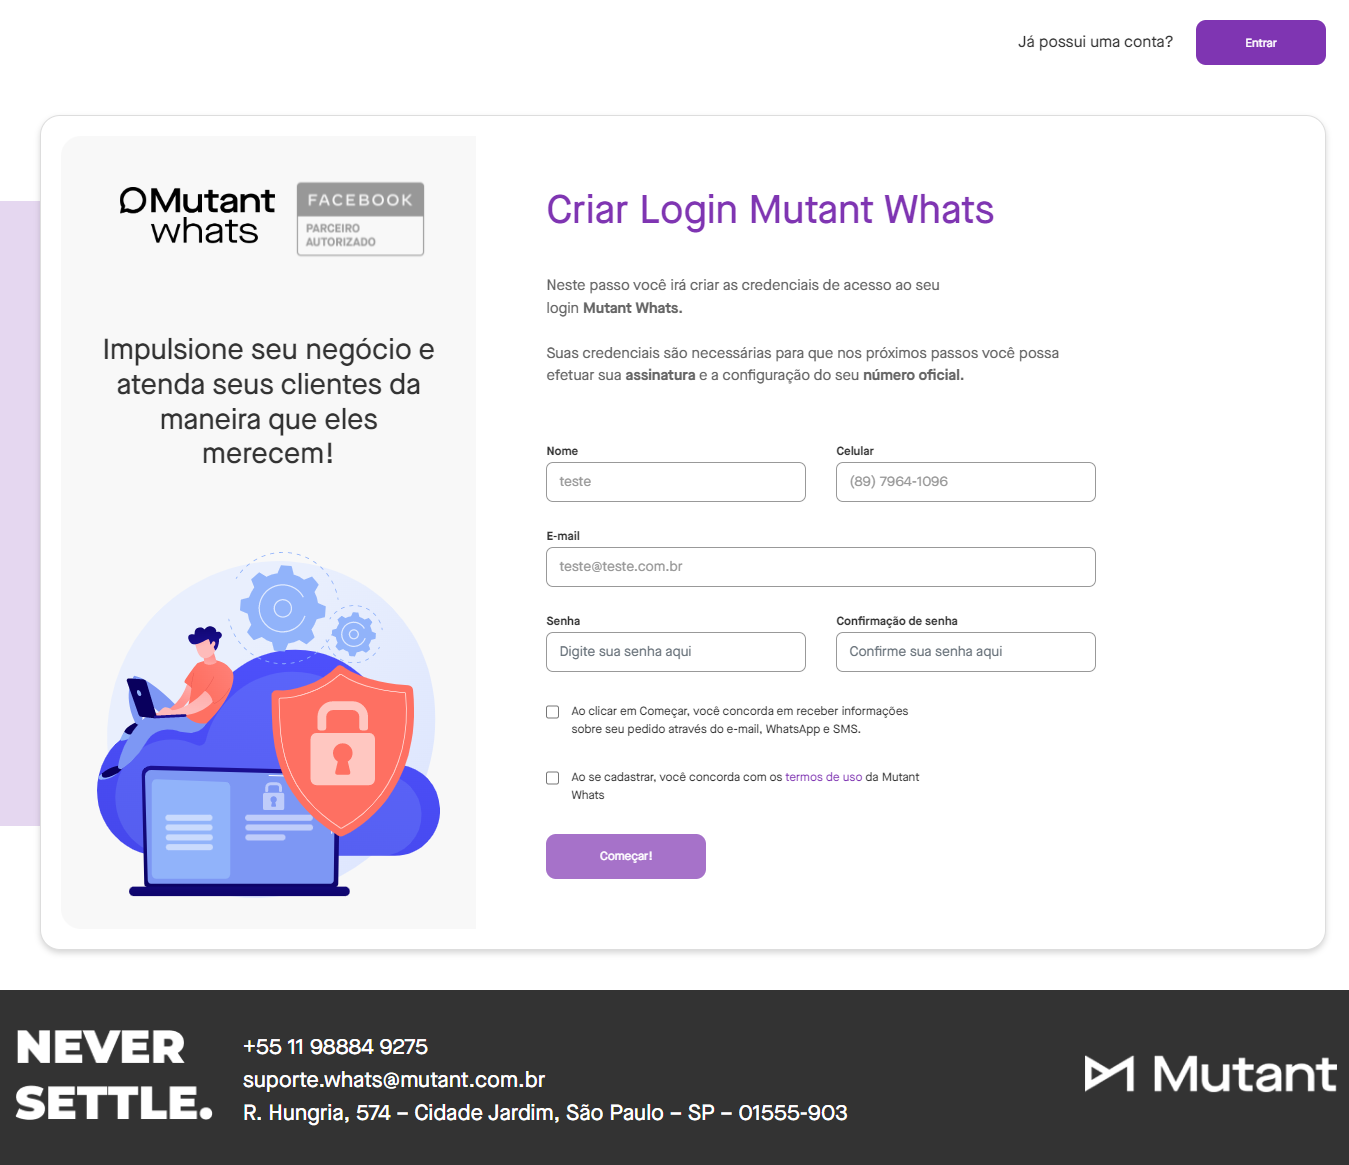 Já possui uma conta?
Entrar
Mutant
whats
FACEBOOK
PARCEIRO
AUTORIZADO
Impulsione seu negócio e
atenda seus clientes da
maneira que eles
merecem!
Criar Login Mutant Whats
Neste passo você irá criar as credenciais de acesso ao seu
login Mutant Whats.
Suas credenciais são necessárias para que nos próximos passos você possa
efetuar sua assinatura e a configuração do seu número oficial.
Nome
Celular
teste
(89) 7964-1096
E-mail
teste@teste.com.br
Senha
Confirmação de senha
Digite sua senha aqui
Confirme sua senha aqui
Ao clicar em Começar, você concorda em receber informações
sobre seu pedido através do e-mail, WhatsApp e SMS.
Ao se cadastrar, você concorda com os termos de uso da Mutant
Whats
Começar!
NEVER
SETTLE.
+55 11 98884 9275
suporte.whats@mutant.com.br
R. Hungria, 574 – Cidade Jardim, São Paulo – SP – 01555-903
Mutant